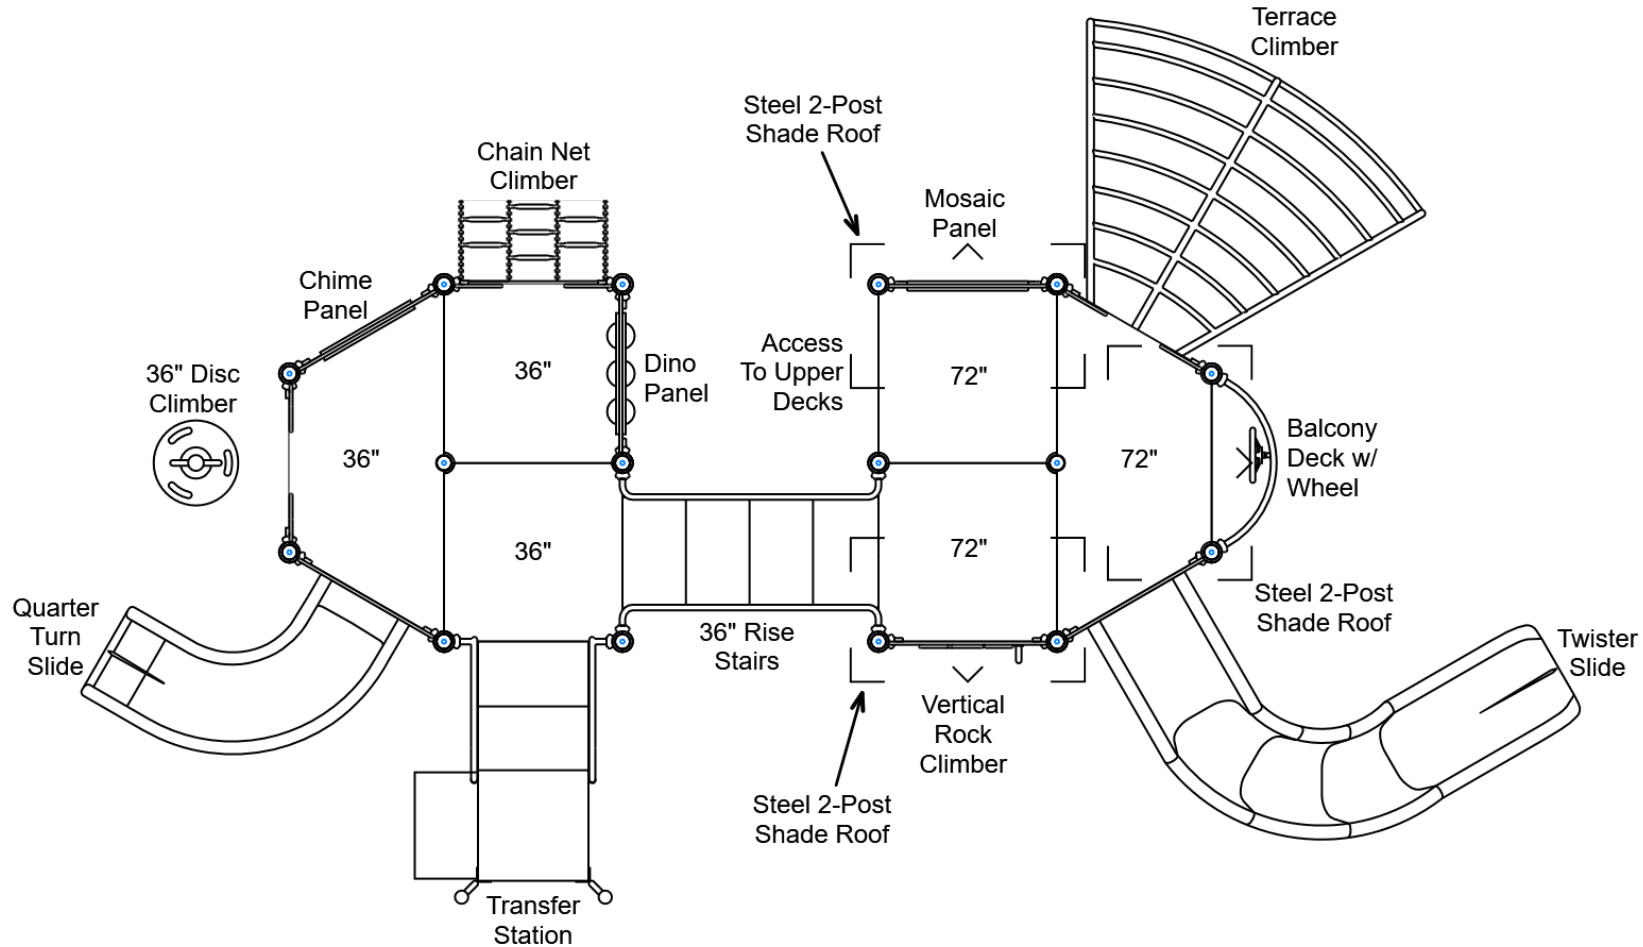 Terrace
Climber
Steel 2-Post
Shade Roof
Chain Net
Climber
Mosaic
Panel
Chime
Panel
36" Disc
Climber
36"
Dino
Panel
Access
To Upper
Decks
72"
36"
72"
Balcony
Deck w/
Wheel
36"
72"
Quarter
Turn
Slide
36" Rise
Stairs
Steel 2-Post
Shade Roof
Twister
Slide
Vertical
Rock
Climber
Steel 2-Post
Shade Roof
Transfer
Station